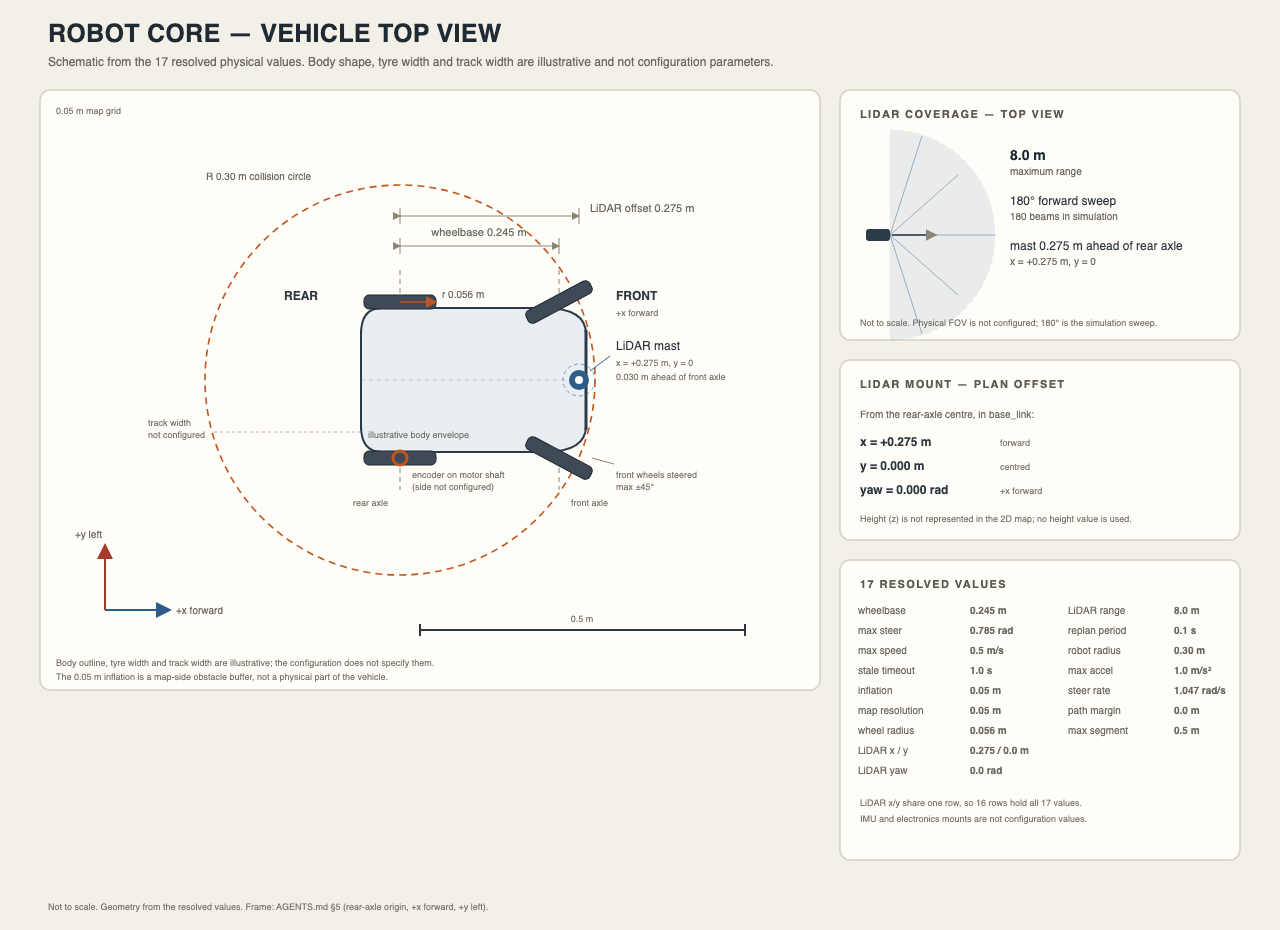 ROBOT CORE — VEHICLE TOP VIEW
Schematic from the 17 resolved physical values. Body shape, tyre width and track width are illustrative and not configuration parameters.
0.05 m map grid
R 0.30 m collision circle
LiDAR offset 0.275 m
wheelbase 0.245 m
REAR
r 0.056 m
FRONT
+x forward
LiDAR mast
x = +0.275 m, y = 0
0.030 m ahead of front axle
track width
not configured
illustrative body envelope
encoder on motor shaft
(side not configured)
front wheels steered
max ±45°
rear axle
front axle
+y left
+x forward
0.5 m
Body outline, tyre width and track width are illustrative; the configuration does not specify them.
The 0.05 m inflation is a map-side obstacle buffer, not a physical part of the vehicle.
LIDAR COVERAGE — TOP VIEW
8.0 m
maximum range
180° forward sweep
180 beams in simulation
mast 0.275 m ahead of rear axle
x = +0.275 m, y = 0
Not to scale. Physical FOV is not configured; 180° is the simulation sweep.
LIDAR MOUNT — PLAN OFFSET
From the rear-axle centre, in base_link:
x = +0.275 m forward
y = 0.000 m centred
yaw = 0.000 rad +x forward
Height (z) is not represented in the 2D map; no height value is used.
17 RESOLVED VALUES
wheelbase 0.245 m LiDAR range 8.0 m
max steer 0.785 rad replan period 0.1 s
max speed 0.5 m/s robot radius 0.30 m
stale timeout 1.0 s max accel 1.0 m/s²
inflation 0.05 m steer rate 1.047 rad/s
map resolution 0.05 m path margin 0.0 m
wheel radius 0.056 m max segment 0.5 m
LiDAR x / y 0.275 / 0.0 m
LiDAR yaw 0.0 rad
LiDAR x/y share one row, so 16 rows hold all 17 values.
IMU and electronics mounts are not configuration values.
Not to scale. Geometry from the resolved values. Frame: AGENTS.md §5 (rear-axle origin, +x forward, +y left).